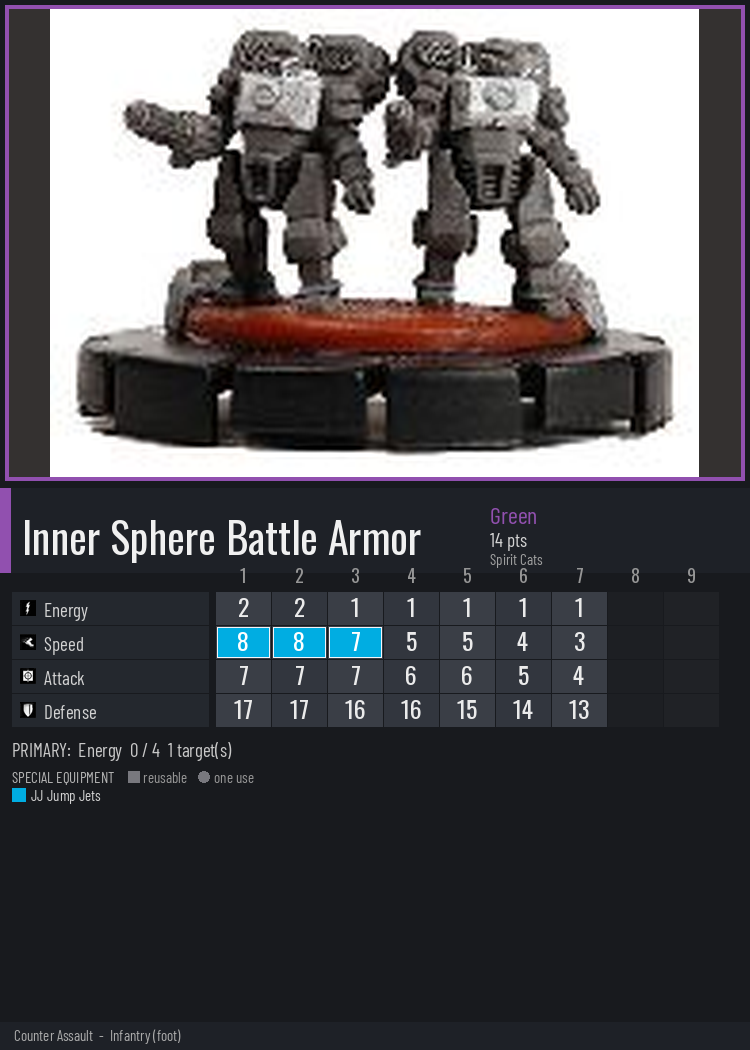 Inner Sphere Battle Armor
Green
14 pts
Spirit Cats
1 2 3 4 5 6 7 8 9
Energy 2 2 1 1 1 1 1
Speed 8 8 7 5 5 4 3
Attack 7 7 7 6 6 5 4
Defense 17 17 16 16 15 14 13
PRIMARY: Energy 0 / 4 1 target(s)
SPECIAL EQUIPMENT reusable one use
JJ Jump Jets
Counter Assault - Infantry (foot)